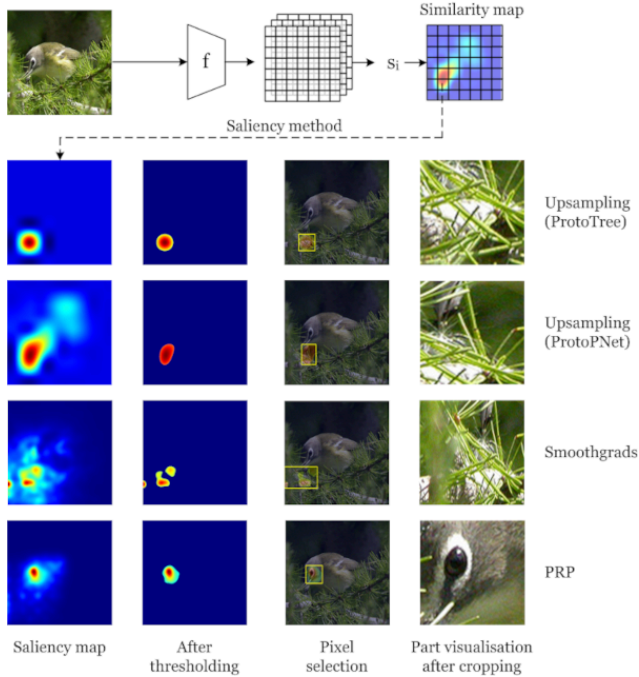 Similarity map
f
si
Saliency method
Upsampling
(ProtoTree)
Upsampling
(ProtoPNet)
Smoothgrads
PRP
Saliency map
After
thresholding
Pixel
selection
Part visualisation
after cropping